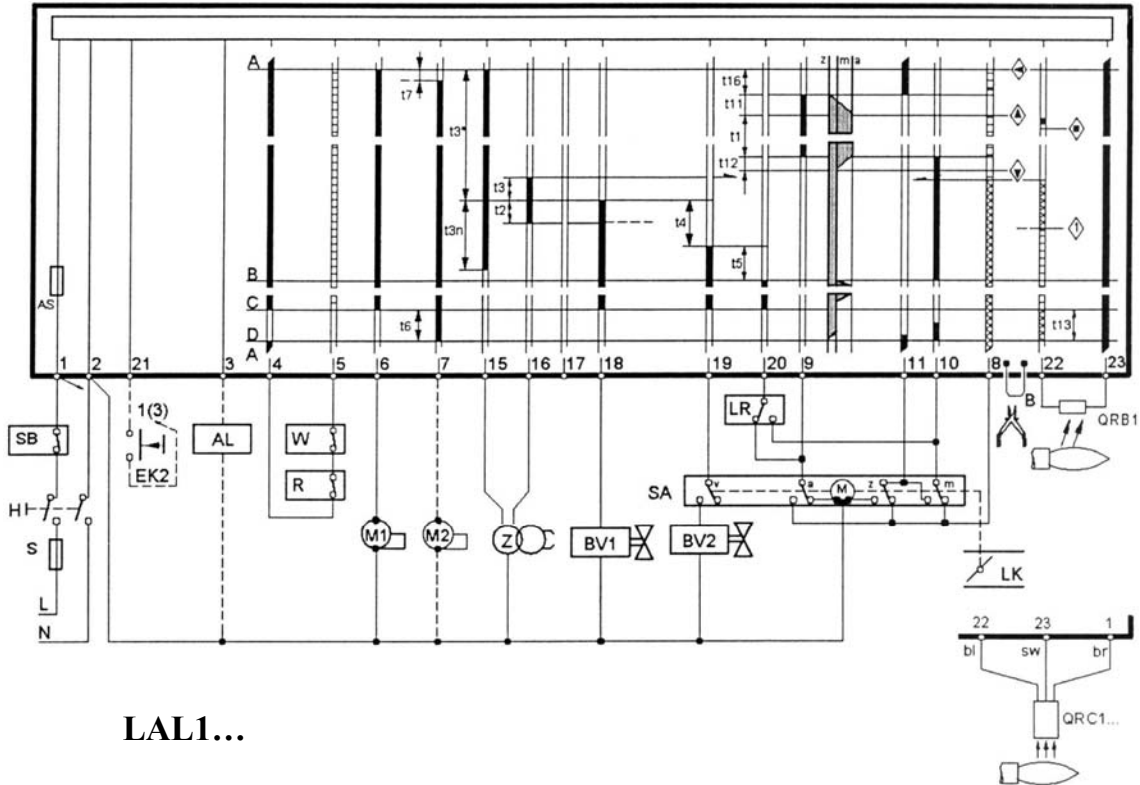 A
t7
t3*
t3
t2
t3n
t4
t5
z m a
t16
t11
t1
t12
1
AS
B
C
D
A
t6
t13
1 2 21 3 4 5 6 7 15 16 17 18 19 20 9 11 10 8 22 23
B
QRB1
SB
1(3)
EK2
AL
W
R
LR
SA
v a M z m
H
S
M1
M2
Z
BV1
BV2
LK
L
N
22 23 1
bl sw br
QRC1...
LAL1...